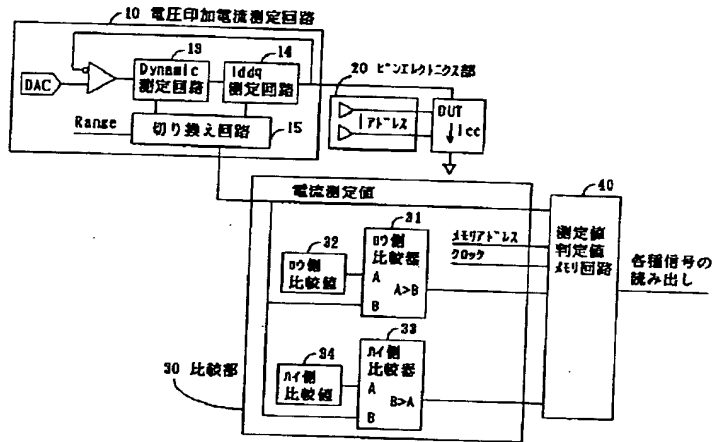 10 電圧印加電流測定回路
DAC
13
Dynamic
測定回路
14
Iddq
測定回路
Range
切り換え回路
15
20 ピンエレクトニクス部
アドレス
DUT
Icc
電流測定値
40
測定値
判定値
メモリ回路
メモリアドレス
クロック
各種信号の
読み出し
31
ロウ側
比較器
A
B
A>B
32
ロウ側
比較値
33
ハイ側
比較器
A
B
B>A
34
ハイ側
比較値
30 比較部